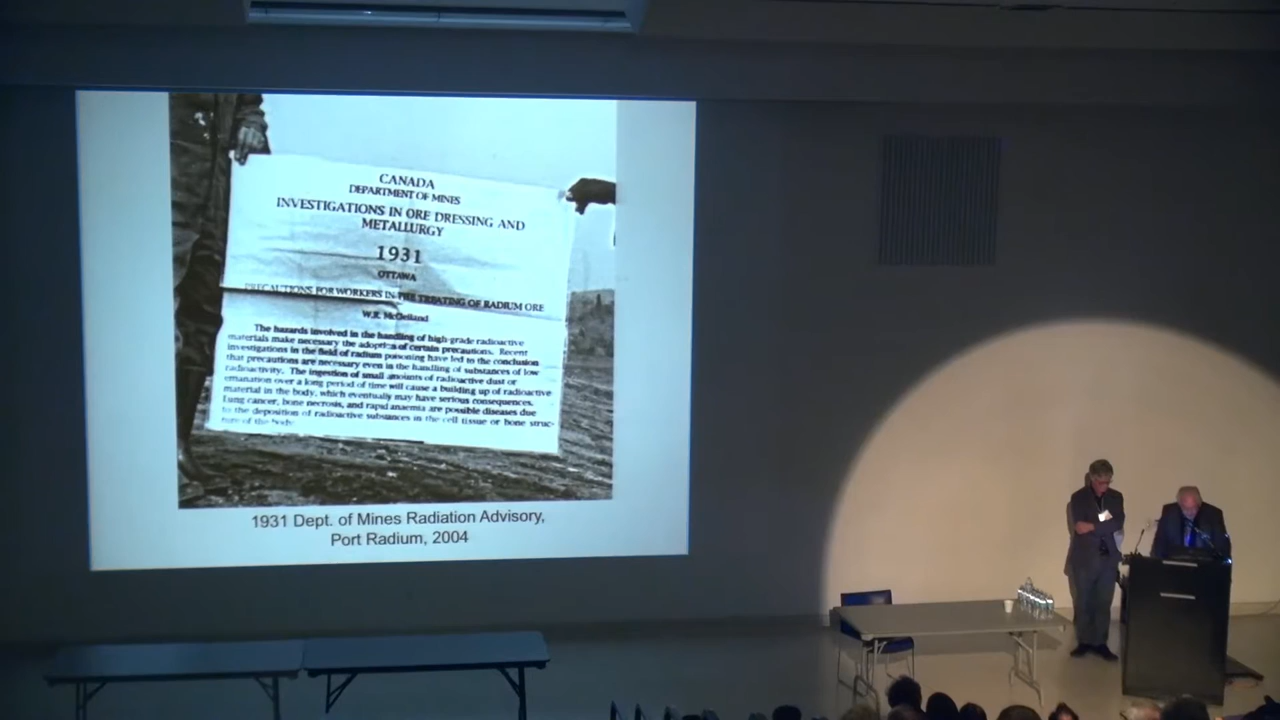 CANADA
DEPARTMENT OF MINES
INVESTIGATIONS IN ORE DRESSING AND
METALLURGY
1931
OTTAWA
PRECAUTIONS FOR WORKERS IN THE TREATING OF RADIUM ORE
W.R. McClelland
The hazards involved in the handling of high-grade radioactive
materials make necessary the adoption of certain precautions. Recent
investigations in the field of radium poisoning have led to the conclusion
that precautions are necessary even in the handling of substances of low
radioactivity. The ingestion of small amounts of radioactive dust or
emanation over a long period of time will cause a building up of radioactive
material in the body, which eventually may have serious consequences.
Lung cancer, bone necrosis, and rapid anaemia are possible diseases due
to the deposition of radioactive substances in the cell tissue or bone struc-
ture of the body.
1931 Dept. of Mines Radiation Advisory,
Port Radium, 2004